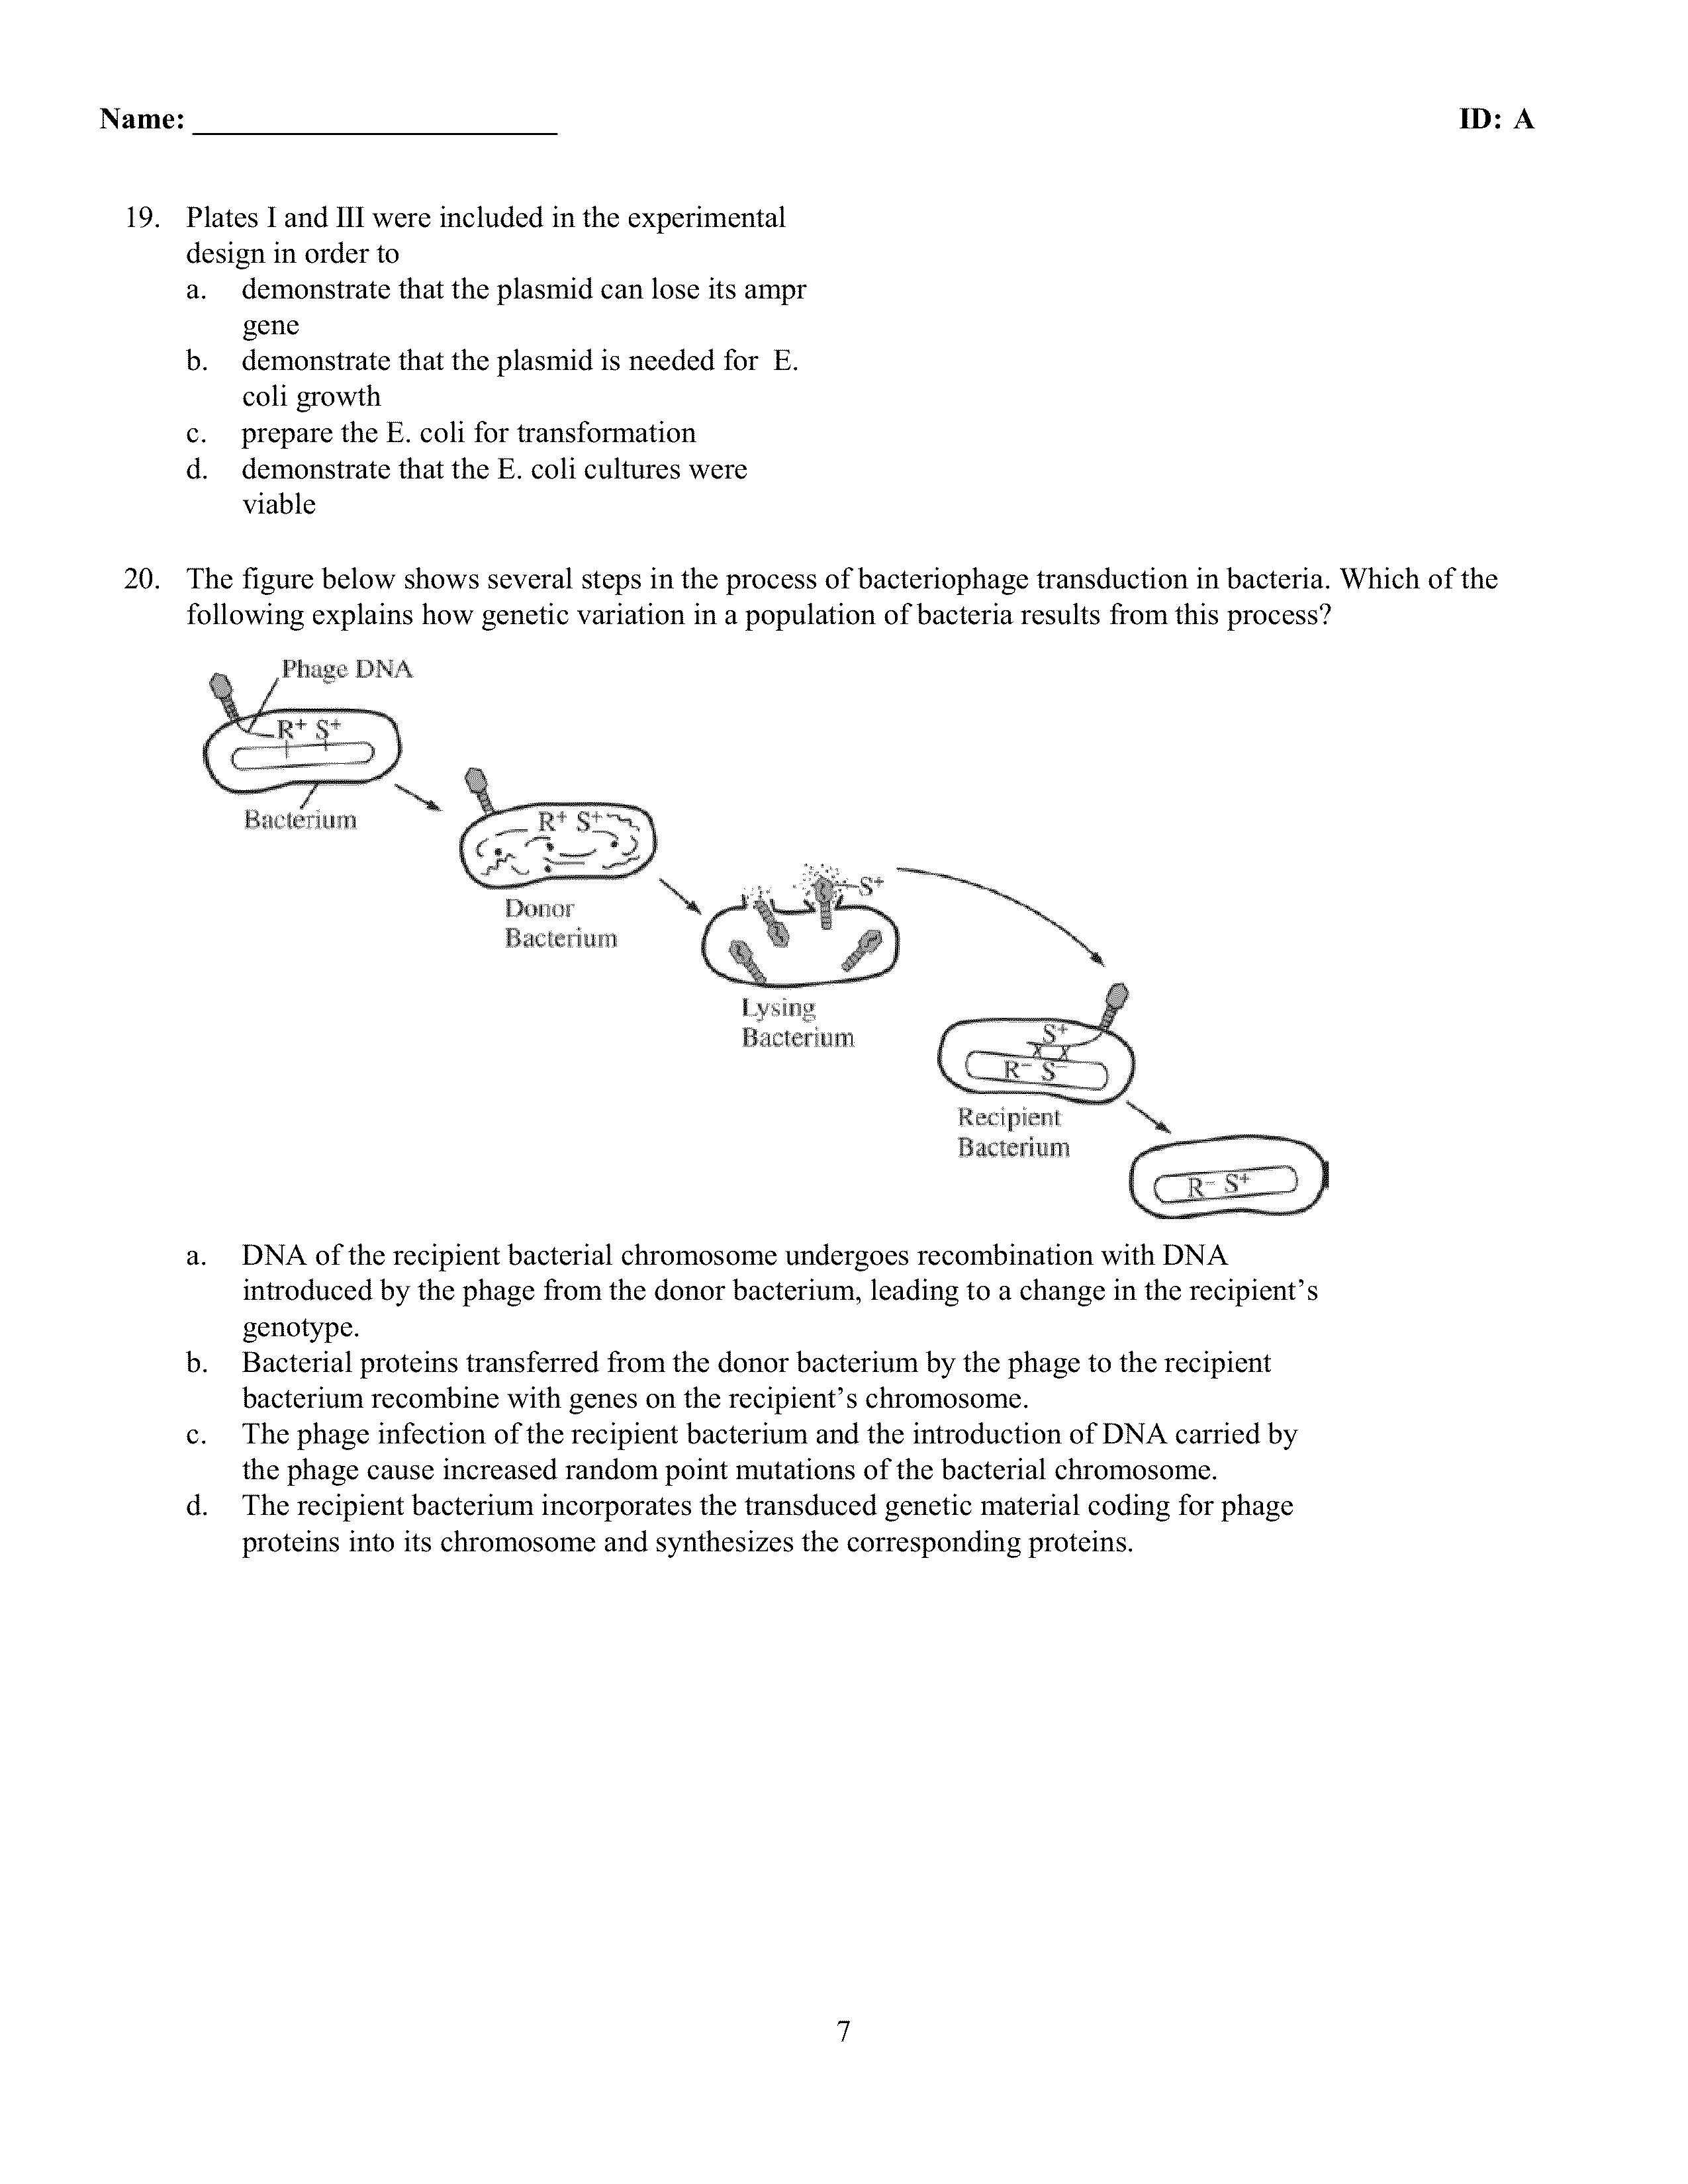 Name: ______________________ ID: A
19. Plates I and III were included in the experimental
design in order to
a. demonstrate that the plasmid can lose its ampr
gene
b. demonstrate that the plasmid is needed for E.
coli growth
c. prepare the E. coli for transformation
d. demonstrate that the E. coli cultures were
viable
20. The figure below shows several steps in the process of bacteriophage transduction in bacteria. Which of the
following explains how genetic variation in a population of bacteria results from this process?
Phage DNA
R+ S+
Bacterium
R+ S+
Donor
Bacterium
S+
Lysing
Bacterium
S+
R− S−
Recipient
Bacterium
R− S+
a. DNA of the recipient bacterial chromosome undergoes recombination with DNA
introduced by the phage from the donor bacterium, leading to a change in the recipient’s
genotype.
b. Bacterial proteins transferred from the donor bacterium by the phage to the recipient
bacterium recombine with genes on the recipient’s chromosome.
c. The phage infection of the recipient bacterium and the introduction of DNA carried by
the phage cause increased random point mutations of the bacterial chromosome.
d. The recipient bacterium incorporates the transduced genetic material coding for phage
proteins into its chromosome and synthesizes the corresponding proteins.
7